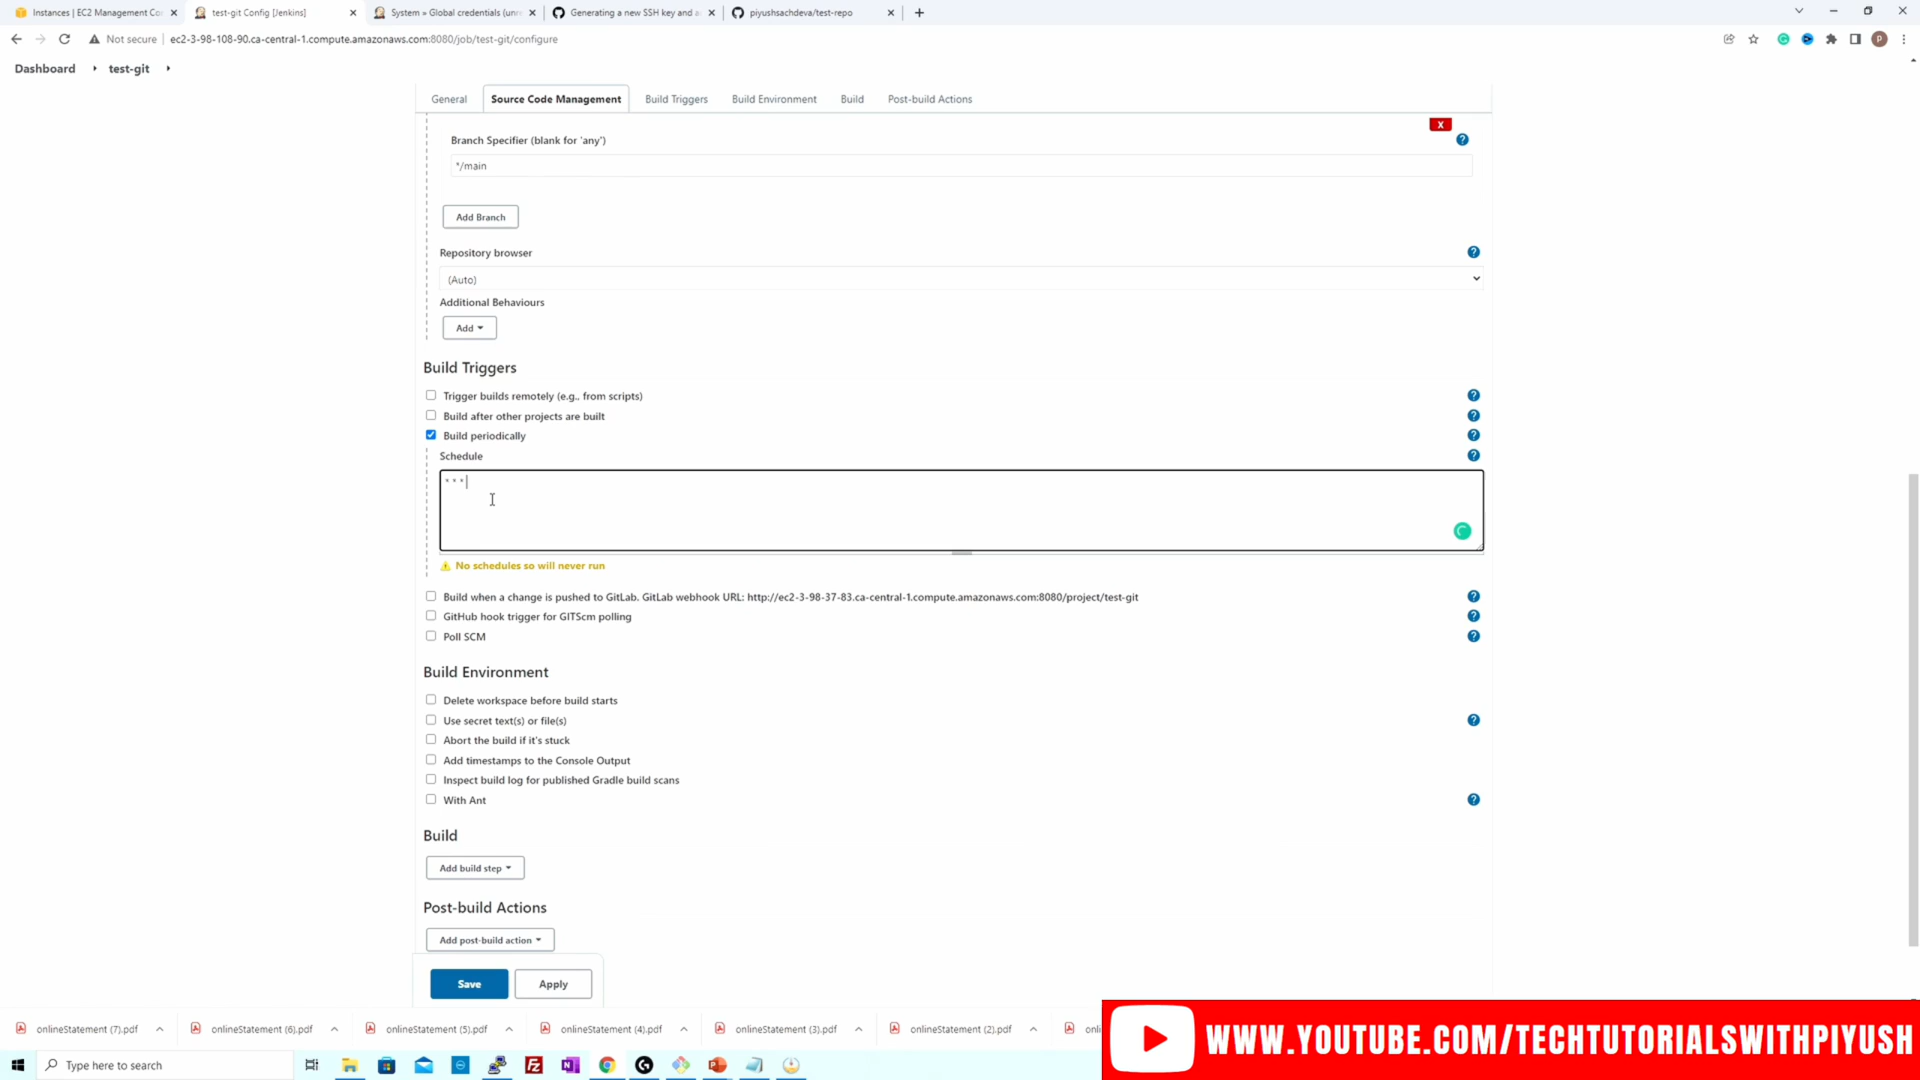 Instances | EC2 Management Co
test-git Config [Jenkins]
System » Global credentials (unre
Generating a new SSH key and a
piyushsachdeva/test-repo
Not secure
ec2-3-98-108-90.ca-central-1.compute.amazonaws.com:8080/job/test-git/configure
Dashboard
test-git
General
Source Code Management
Build Triggers
Build Environment
Build
Post-build Actions
X
Branch Specifier (blank for 'any')
*/main
Add Branch
Repository browser
(Auto)
Additional Behaviours
Add
Build Triggers
Trigger builds remotely (e.g., from scripts)
Build after other projects are built
Build periodically
Schedule
* * *
No schedules so will never run
Build when a change is pushed to GitLab. GitLab webhook URL: http://ec2-3-98-37-83.ca-central-1.compute.amazonaws.com:8080/project/test-git
GitHub hook trigger for GITScm polling
Poll SCM
Build Environment
Delete workspace before build starts
Use secret text(s) or file(s)
Abort the build if it's stuck
Add timestamps to the Console Output
Inspect build log for published Gradle build scans
With Ant
Build
Add build step
Post-build Actions
Add post-build action
Save
Apply
onlineStatement (7).pdf
onlineStatement (6).pdf
onlineStatement (5).pdf
onlineStatement (4).pdf
onlineStatement (3).pdf
onlineStatement (2).pdf
onli
WWW.YOUTUBE.COM/TECHTUTORIALSWITHPIYUSH
Type here to search